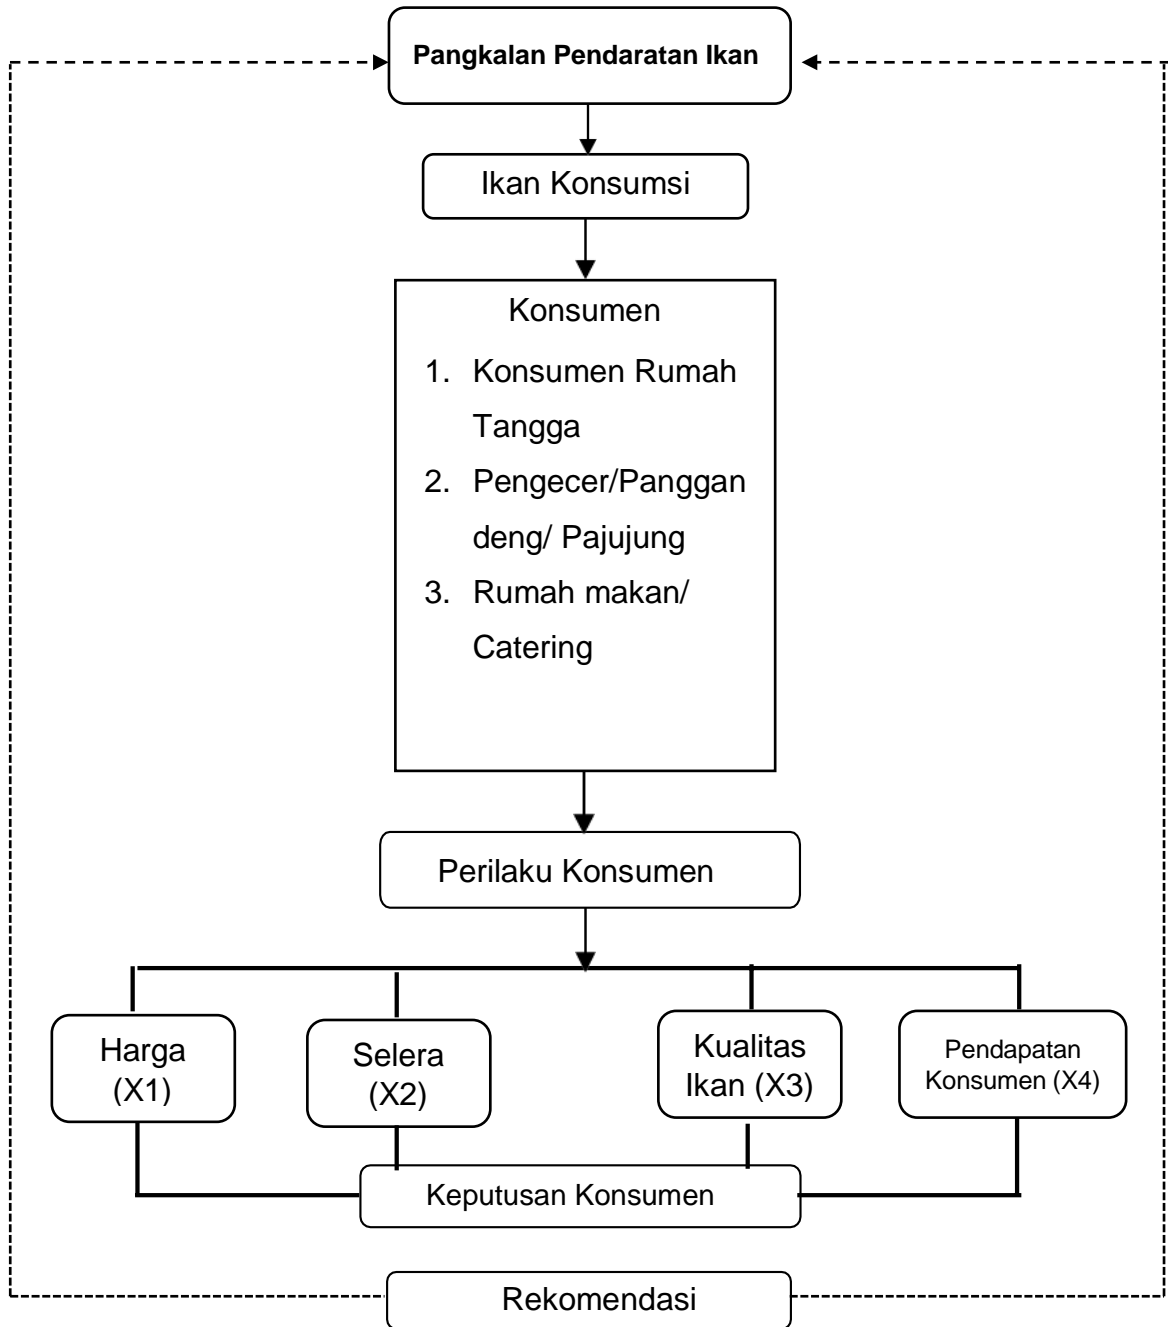 Pangkalan Pendaratan Ikan
Ikan Konsumsi
Konsumen
1. Konsumen Rumah
Tangga
2. Pengecer/Panggan
deng/ Pajujung
3. Rumah makan/
Catering
Perilaku Konsumen
Harga
(X1)
Selera
(X2)
Kualitas
Ikan (X3)
Pendapatan
Konsumen (X4)
Keputusan Konsumen
Rekomendasi